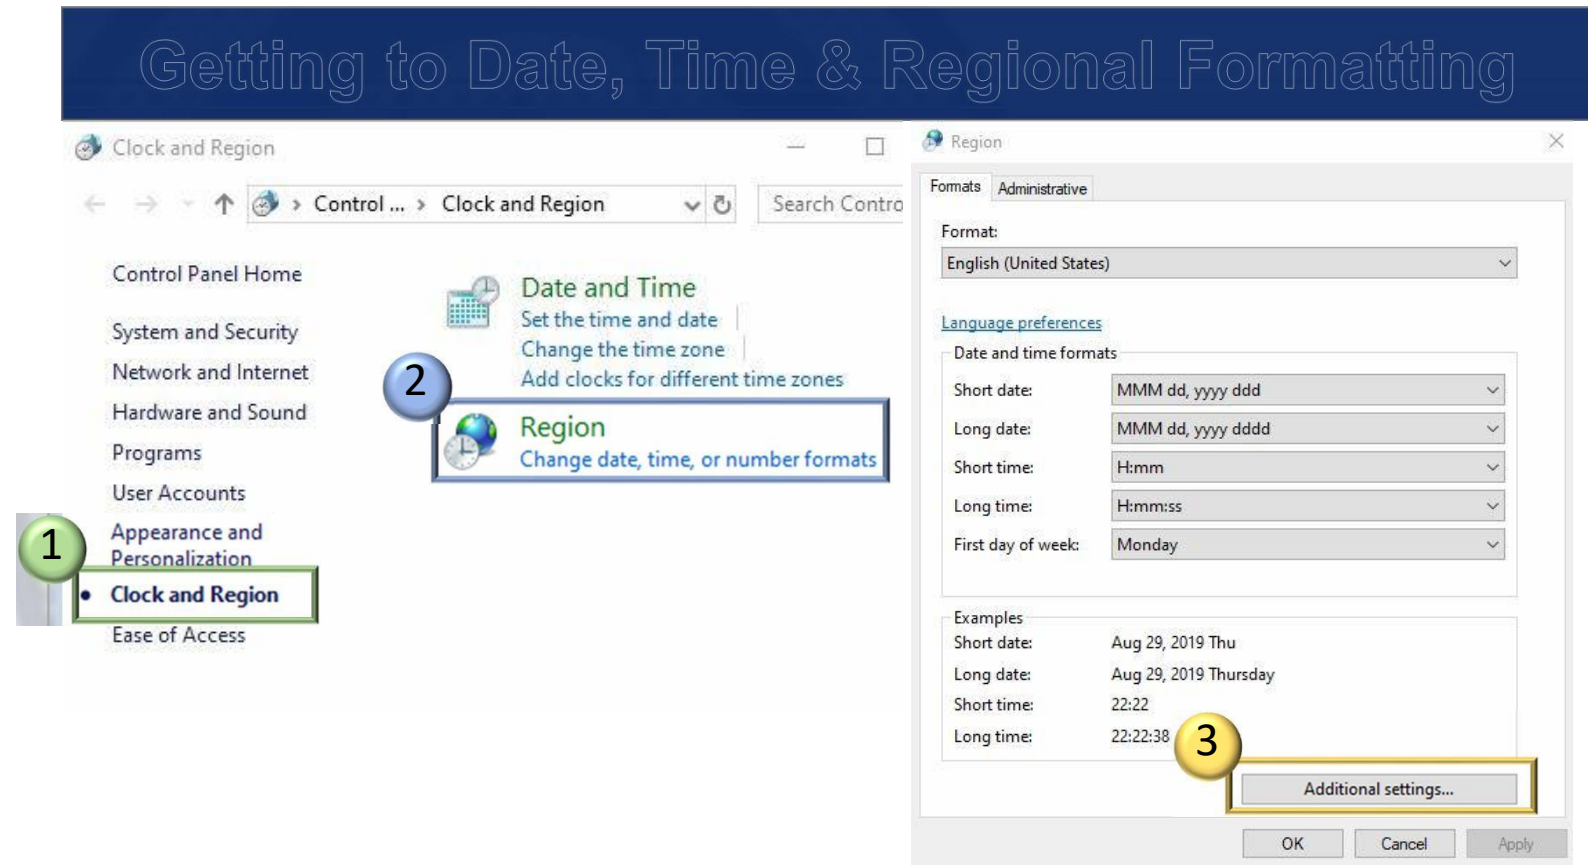 Getting to Date, Time & Regional Formatting
Clock and Region
Control ... > Clock and Region
Search Contro
Control Panel Home
System and Security
Network and Internet
Hardware and Sound
Programs
User Accounts
1
Appearance and
Personalization
Clock and Region
Ease of Access
Date and Time
Set the time and date
Change the time zone
Add clocks for different time zones
2
Region
Change date, time, or number formats
Region
Formats Administrative
Format:
English (United States)
Language preferences
Date and time formats
Short date: MMM dd, yyyy ddd
Long date: MMM dd, yyyy dddd
Short time: H:mm
Long time: H:mm:ss
First day of week: Monday
Examples
Short date: Aug 29, 2019 Thu
Long date: Aug 29, 2019 Thursday
Short time: 22:22
Long time: 22:22:38
3
Additional settings...
OK Cancel Apply